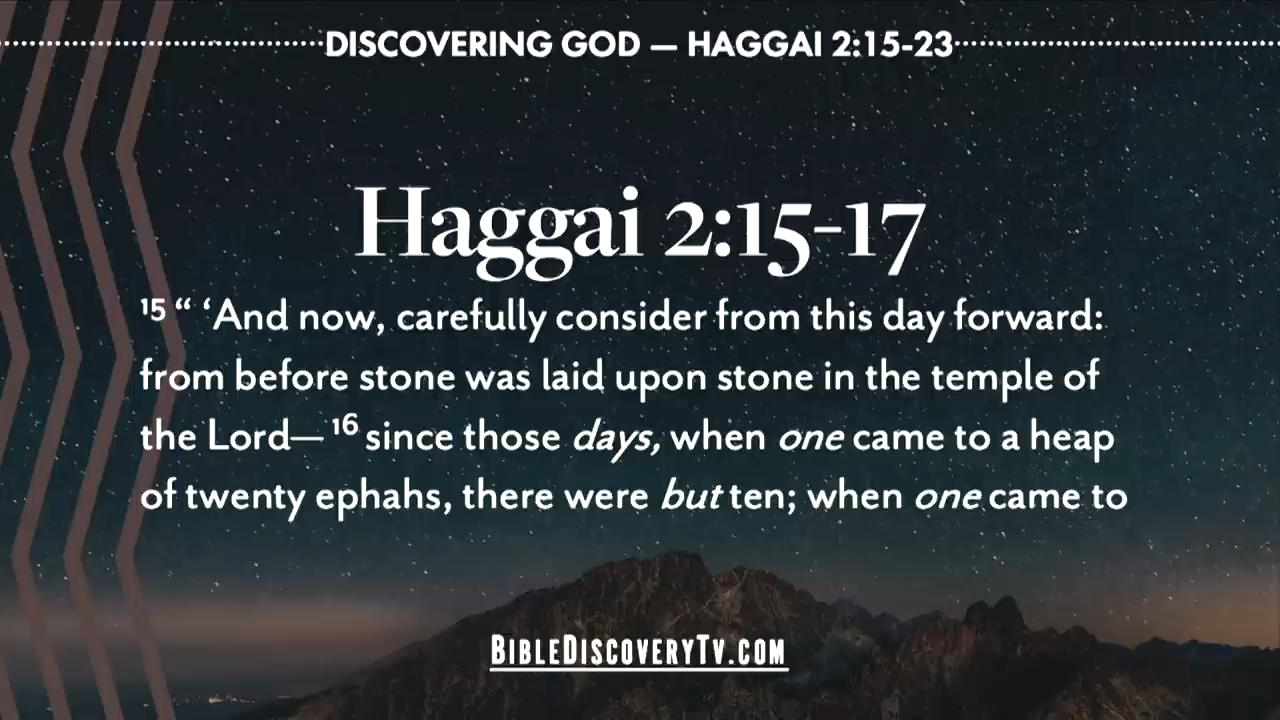 DISCOVERING GOD — HAGGAI 2:15-23
Haggai 2:15-17
¹⁵ “ ‘And now, carefully consider from this day forward:
from before stone was laid upon stone in the temple of
the Lord— ¹⁶ since those days, when one came to a heap
of twenty ephahs, there were but ten; when one came to
BIBLEDISCOVERYTV.COM